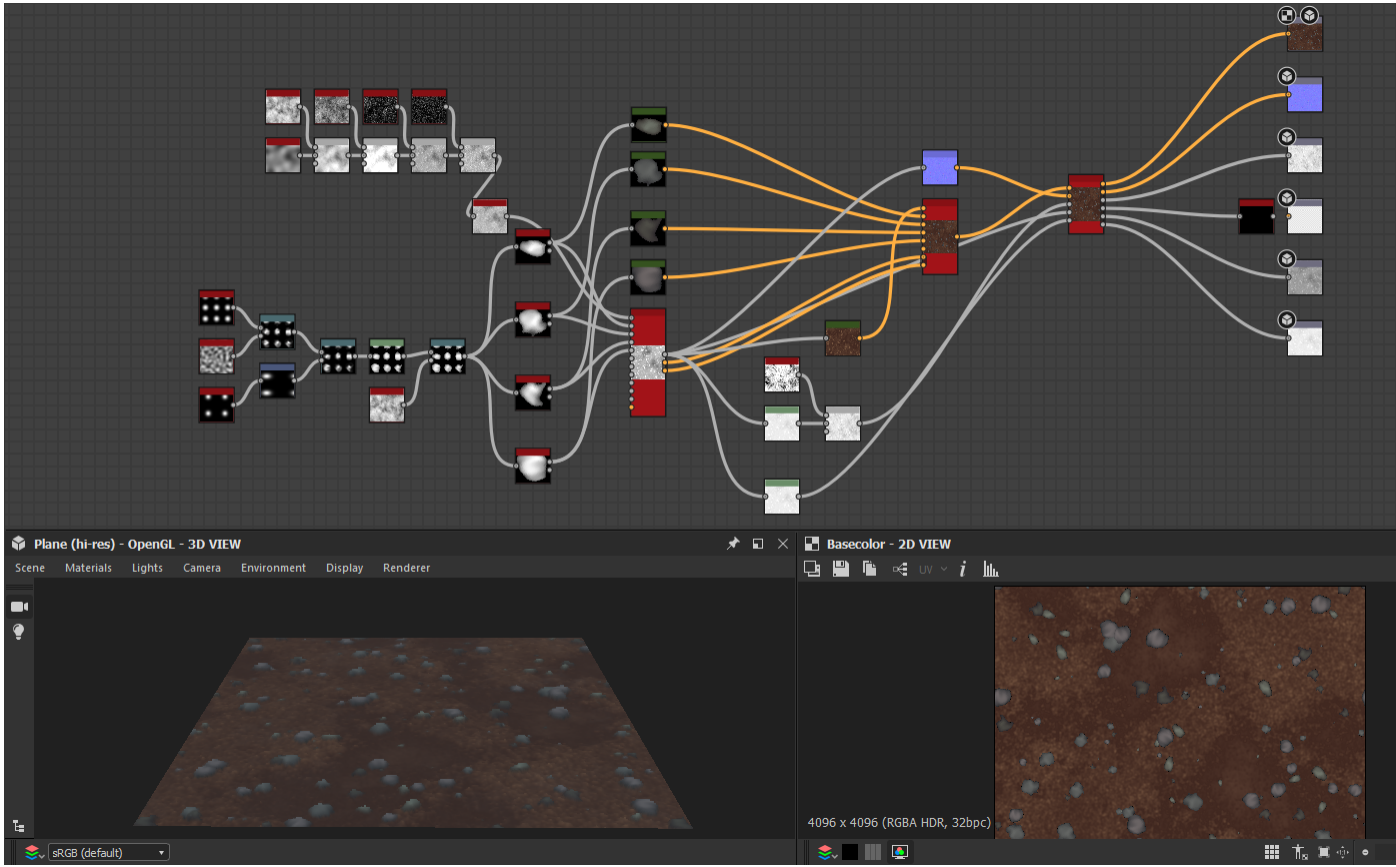 Plane (hi-res) - OpenGL - 3D VIEW
Scene Materials Lights Camera Environment Display Renderer
sRGB (default)
Basecolor - 2D VIEW
UV
4096 x 4096 (RGBA HDR, 32bpc)